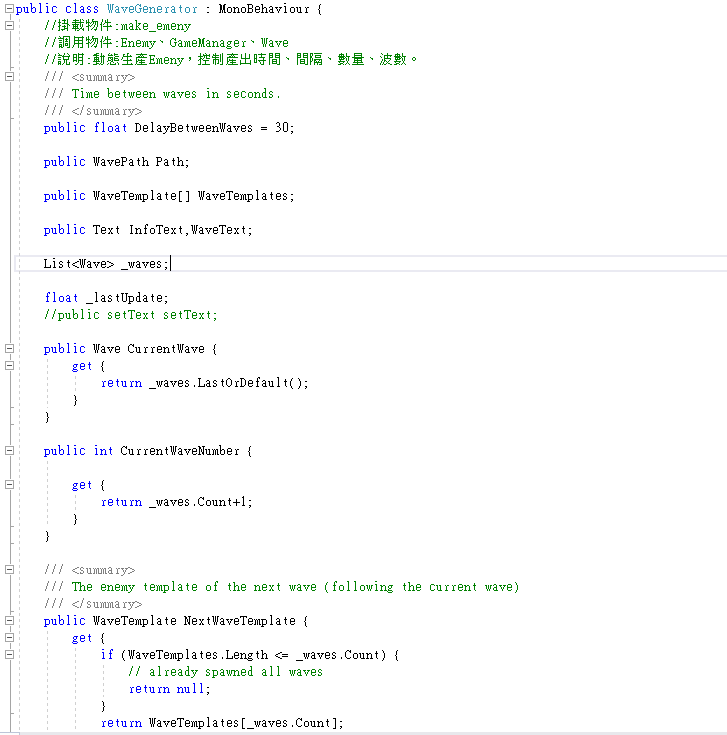 public class WaveGenerator : MonoBehaviour {
//掛載物件:make_emeny
//調用物件:Enemy、GameManager、Wave
//說明:動態生產Emeny，控制產出時間、間隔、數量、波數。
/// <summary>
/// Time between waves in seconds.
/// </summary>
public float DelayBetweenWaves = 30;
public WavePath Path;
public WaveTemplate[] WaveTemplates;
public Text InfoText,WaveText;
List<Wave> _waves;
float _lastUpdate;
//public setText setText;
public Wave CurrentWave {
get {
return _waves.LastOrDefault();
}
}
public int CurrentWaveNumber {
get {
return _waves.Count+1;
}
}
/// <summary>
/// The enemy template of the next wave (following the current wave)
/// </summary>
public WaveTemplate NextWaveTemplate {
get {
if (WaveTemplates.Length <= _waves.Count) {
// already spawned all waves
return null;
}
return WaveTemplates[_waves.Count];